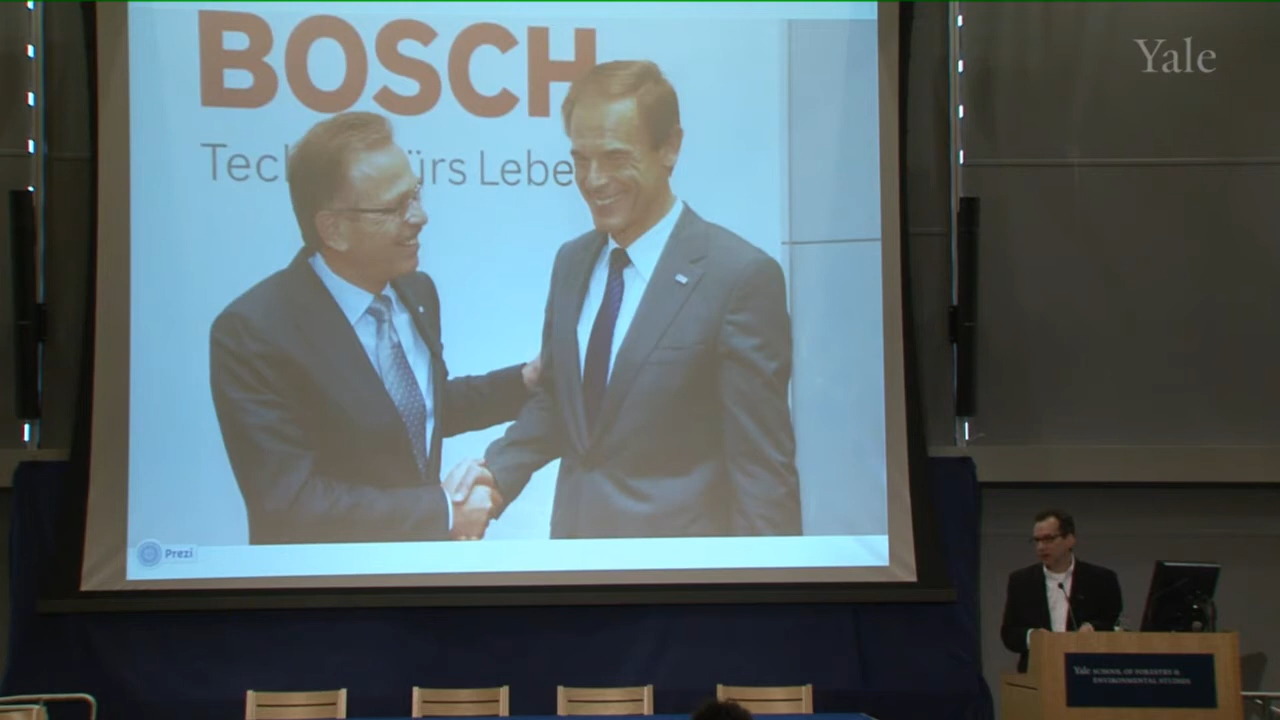 BOSCH
Tec ürs Lebe
Yale
Prezi
Yale SCHOOL OF FORESTRY &
ENVIRONMENTAL STUDIES